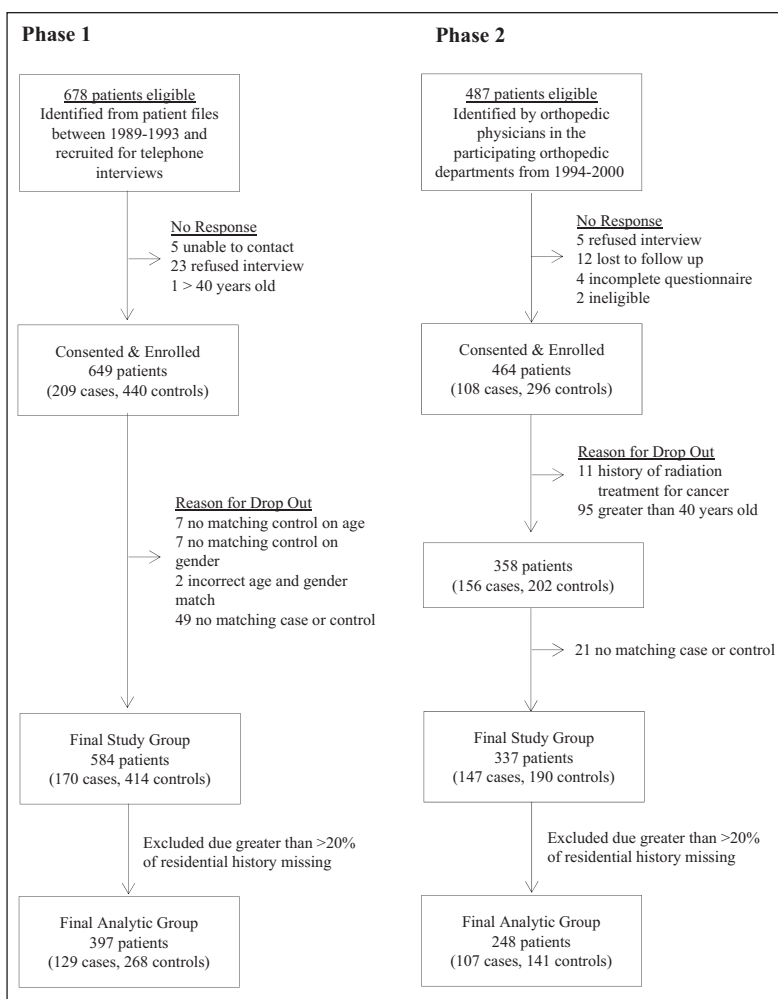 Phase 1
678 patients eligible
Identified from patient files
between 1989-1993 and
recruited for telephone
interviews
No Response
5 unable to contact
23 refused interview
1 > 40 years old
Consented & Enrolled
649 patients
(209 cases, 440 controls)
Reason for Drop Out
7 no matching control on age
7 no matching control on
gender
2 incorrect age and gender
match
49 no matching case or control
Final Study Group
584 patients
(170 cases, 414 controls)
Excluded due greater than >20%
of residential history missing
Final Analytic Group
397 patients
(129 cases, 268 controls)
Phase 2
487 patients eligible
Identified by orthopedic
physicians in the
participating orthopedic
departments from 1994-2000
No Response
5 refused interview
12 lost to follow up
4 incomplete questionnaire
2 ineligible
Consented & Enrolled
464 patients
(108 cases, 296 controls)
Reason for Drop Out
11 history of radiation
treatment for cancer
95 greater than 40 years old
358 patients
(156 cases, 202 controls)
21 no matching case or control
Final Study Group
337 patients
(147 cases, 190 controls)
Excluded due greater than >20%
of residential history missing
Final Analytic Group
248 patients
(107 cases, 141 controls)